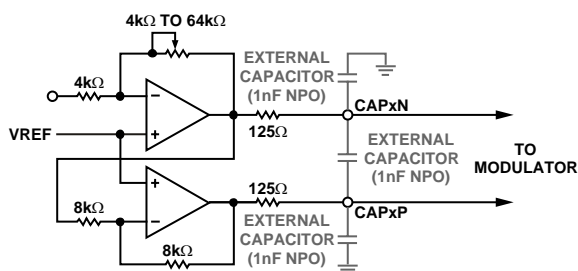 4kΩ TO 64kΩ
4kΩ
−
+
VREF
EXTERNAL
CAPACITOR
(1nF NPO)
CAPxN
125Ω
EXTERNAL
CAPACITOR
(1nF NPO)
TO
MODULATOR
+
−
8kΩ
8kΩ
125Ω
CAPxP
EXTERNAL
CAPACITOR
(1nF NPO)